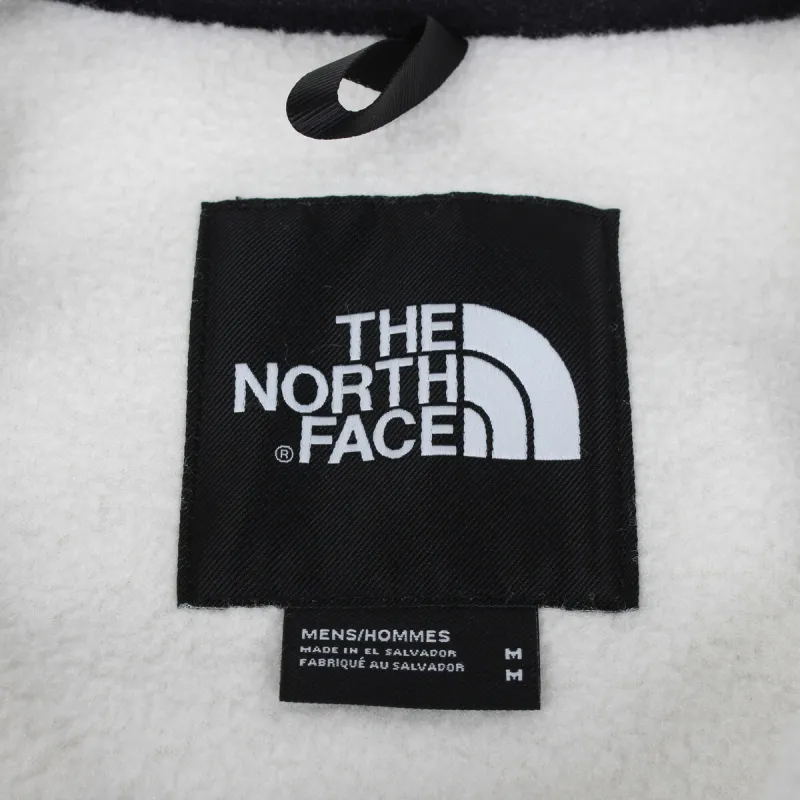 THE
NORTH
® FACE
MENS/HOMMES
MADE IN EL SALVADOR M
FABRIQUÉ AU SALVADOR M